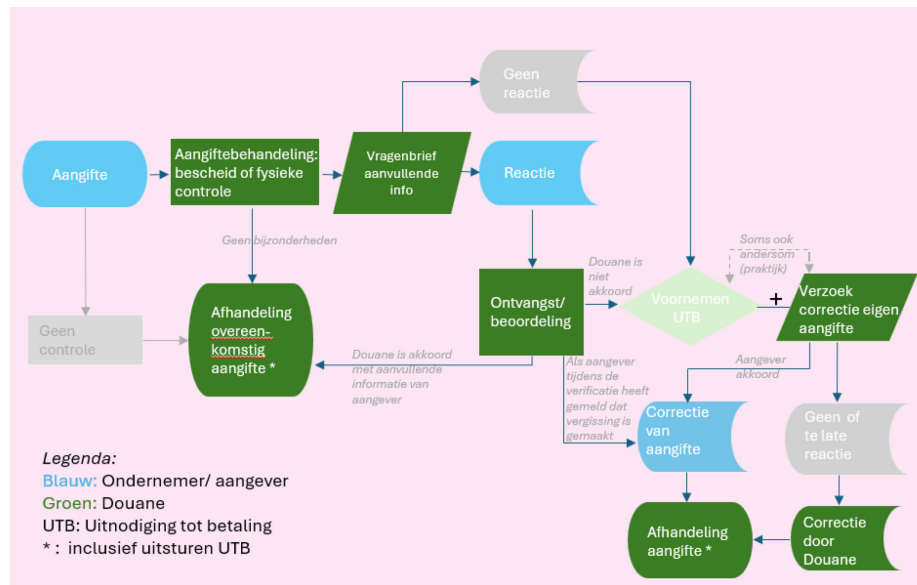 Geen
reactie
Aangifte
Aangiftebehandeling:
bescheid of fysieke
controle
Vragenbrief
aanvullende
info
Reactie
Geen bijzonderheden
Soms ook
andersom
(praktijk)
Douane is
niet
akkoord
Geen
controle
Afhandeling
overeen-
komstig
aangifte *
Ontvangst/
beoordeling
Voornemen
UTB
Verzoek
correctie eigen
aangifte
Douane is akkoord
met aanvullende
informatie van
aangever
Als aangever
tijdens de
verificatie heeft
gemeld dat
vergissing is
gemaakt
Aangever
akkoord
Correctie
van
aangifte
Geen of
te late
reactie
Legenda:
Blauw: Ondernemer/ aangever
Groen: Douane
UTB: Uitnodiging tot betaling
* : inclusief uitsturen UTB
Afhandeling
aangifte *
Correctie
door
Douane